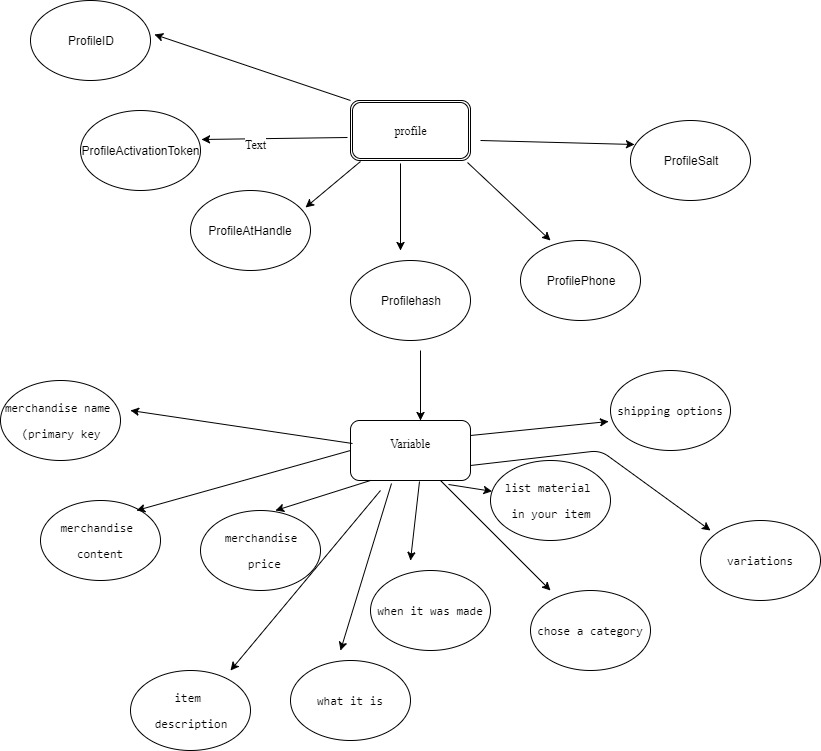 ProfileID
profile
ProfileActivationToken
Text
ProfileSalt
ProfileAtHandle
ProfilePhone
Profilehash
merchandise name
(primary key
shipping options
Variable
list material
in your item
merchandise
content
merchandise
price
variations
when it was made
chose a category
item
description
what it is